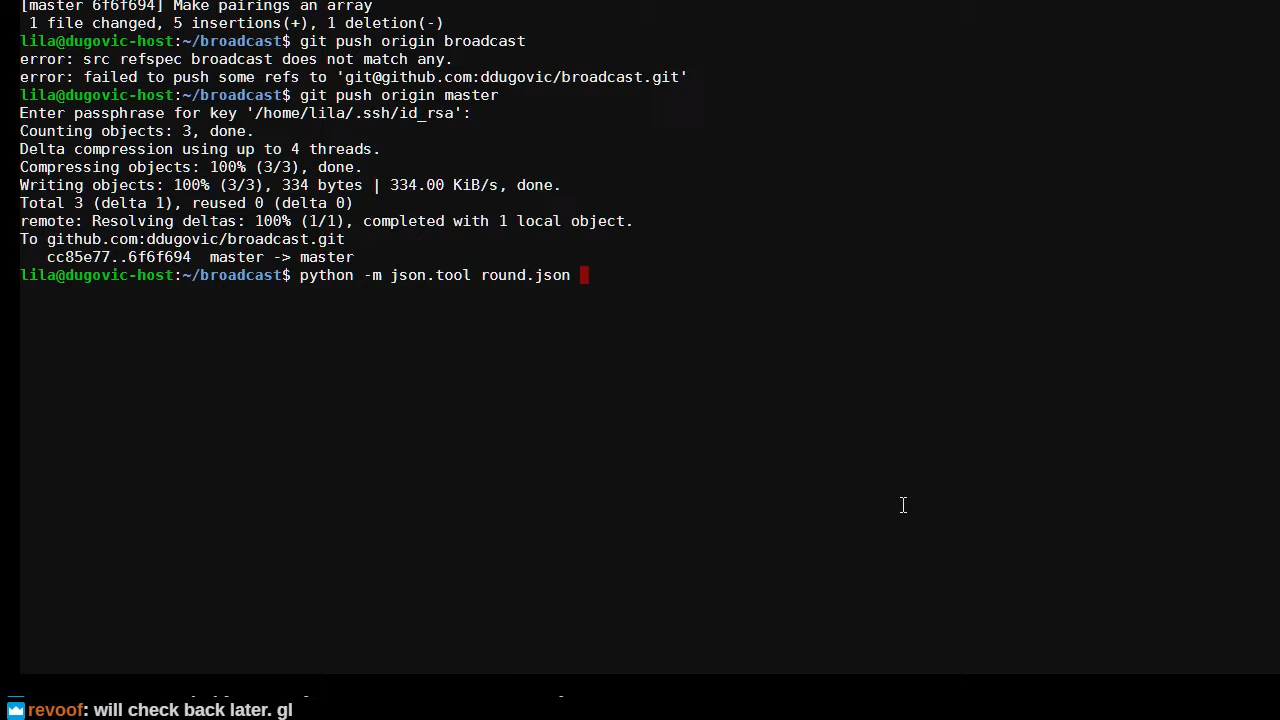 [master 6f6f694] Make pairings an array
 1 file changed, 5 insertions(+), 1 deletion(-)
lila@dugovic-host:~/broadcast$ git push origin broadcast
error: src refspec broadcast does not match any.
error: failed to push some refs to 'git@github.com:ddugovic/broadcast.git'
lila@dugovic-host:~/broadcast$ git push origin master
Enter passphrase for key '/home/lila/.ssh/id_rsa':
Counting objects: 3, done.
Delta compression using up to 4 threads.
Compressing objects: 100% (3/3), done.
Writing objects: 100% (3/3), 334 bytes | 334.00 KiB/s, done.
Total 3 (delta 1), reused 0 (delta 0)
remote: Resolving deltas: 100% (1/1), completed with 1 local object.
To github.com:ddugovic/broadcast.git
   cc85e77..6f6f694  master -> master
lila@dugovic-host:~/broadcast$ python -m json.tool round.json
revoof: will check back later. gl